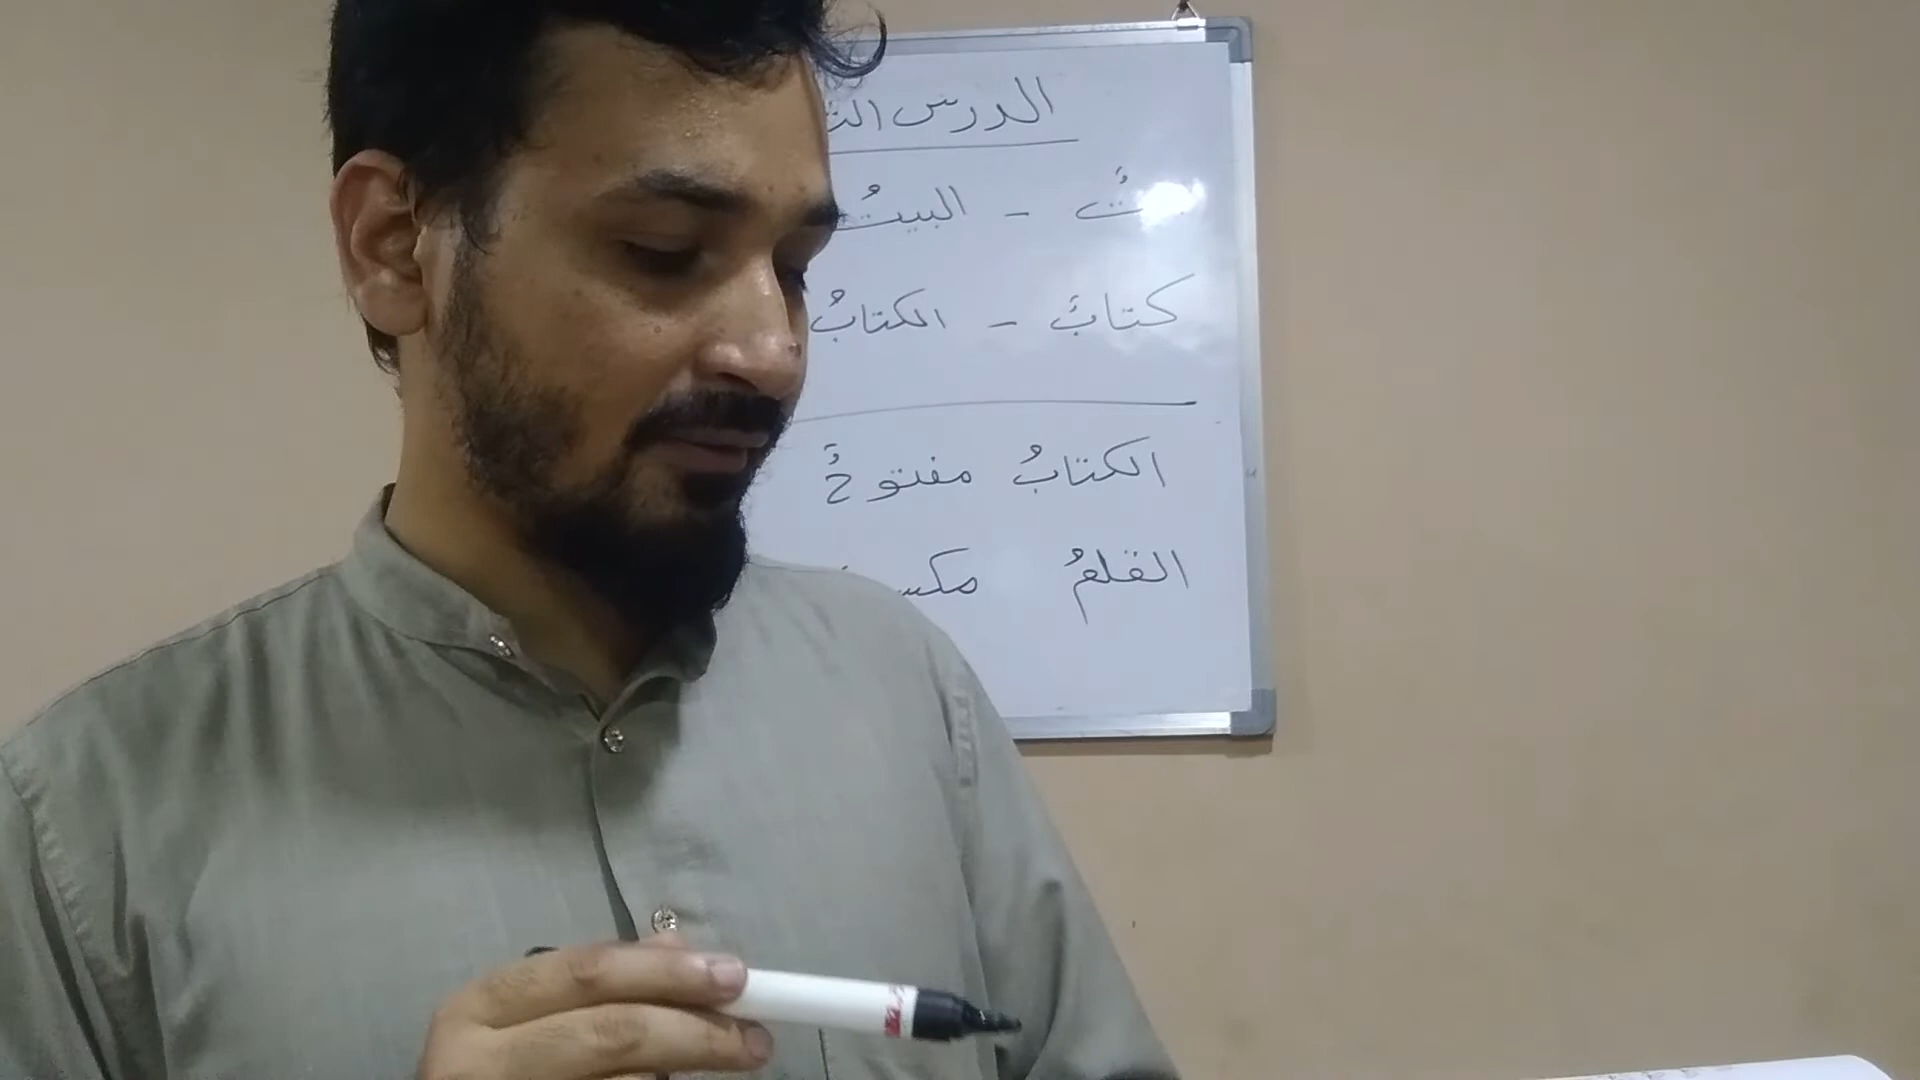 الدرس
البيتُ
كتابٌ - الكتابُ
الكتابُ مفتوحٌ
القلمُ